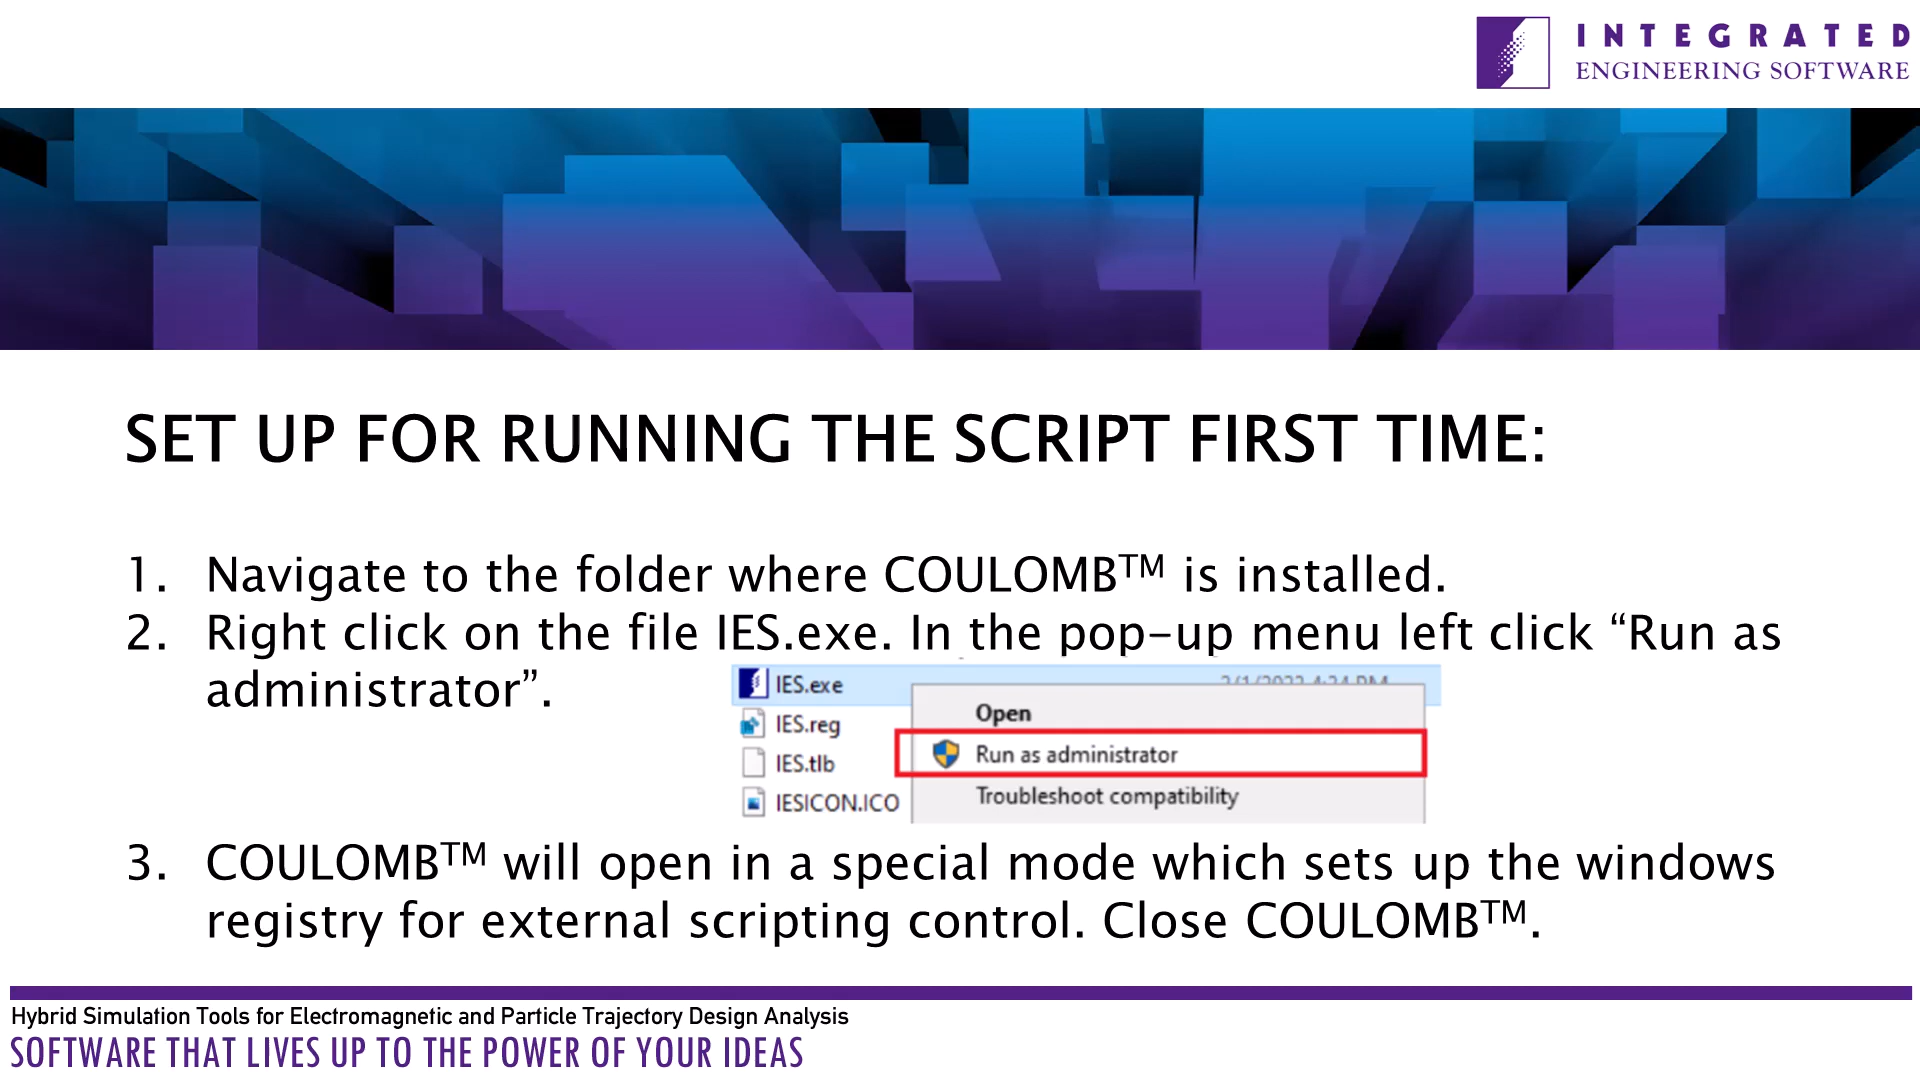 INTEGRATED
ENGINEERING SOFTWARE
SET UP FOR RUNNING THE SCRIPT FIRST TIME:
1. Navigate to the folder where COULOMB™ is installed.
2. Right click on the file IES.exe. In the pop-up menu left click “Run as
administrator”.
IES.exe
IES.reg
IES.tlb
IESICON.ICO
Open
Run as administrator
Troubleshoot compatibility
3. COULOMB™ will open in a special mode which sets up the windows
registry for external scripting control. Close COULOMB™.
Hybrid Simulation Tools for Electromagnetic and Particle Trajectory Design Analysis
SOFTWARE THAT LIVES UP TO THE POWER OF YOUR IDEAS